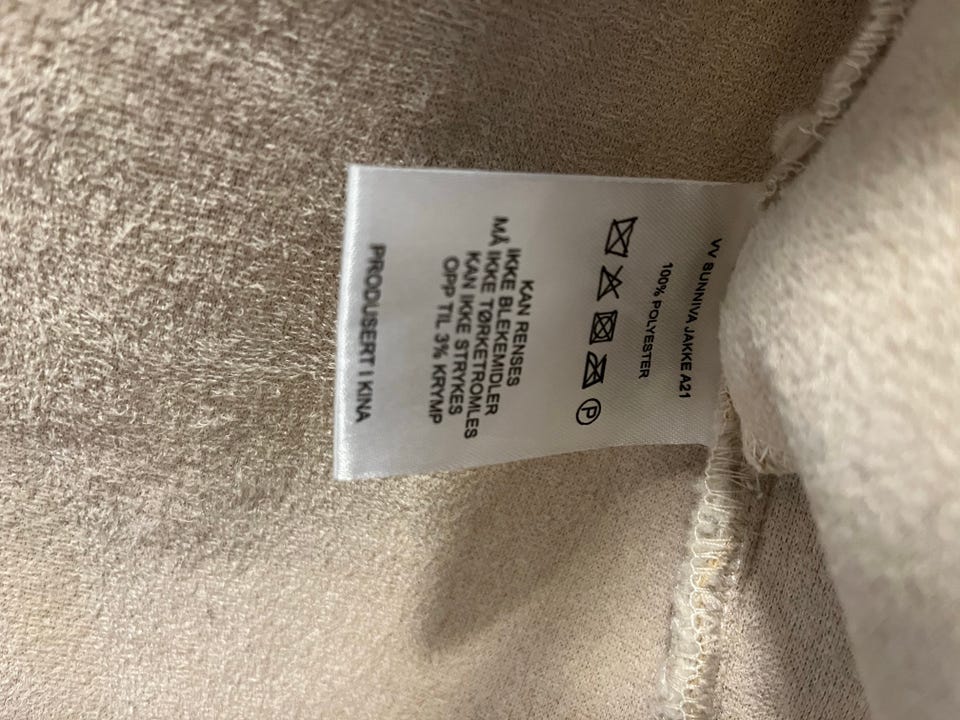 VV SUNNIVA JAKKE A21
100% POLYESTER
P
KAN RENSES
IKKE BLEKEMIDLER
MÅ IKKE TØRKETROMLES
KAN IKKE STRYKES
OPP TIL 3% KRYMP
PRODUSERT I KINA